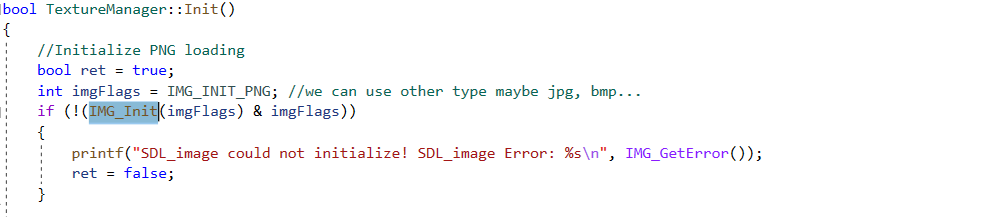 bool TextureManager::Init()
{
//Initialize PNG loading
bool ret = true;
int imgFlags = IMG_INIT_PNG; //we can use other type maybe jpg, bmp...
if (!(IMG_Init(imgFlags) & imgFlags))
{
printf("SDL_image could not initialize! SDL_image Error: %s\n", IMG_GetError());
ret = false;
}